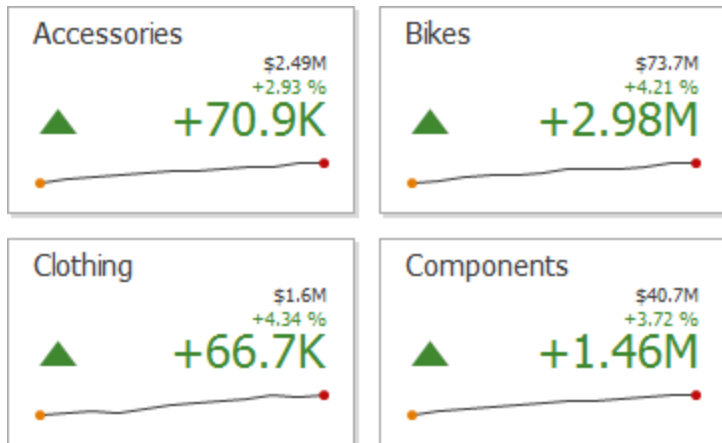 Accessories
$2.49M
+2.93 %
+70.9K
Bikes
$73.7M
+4.21 %
+2.98M
Clothing
$1.6M
+4.34 %
+66.7K
Components
$40.7M
+3.72 %
+1.46M